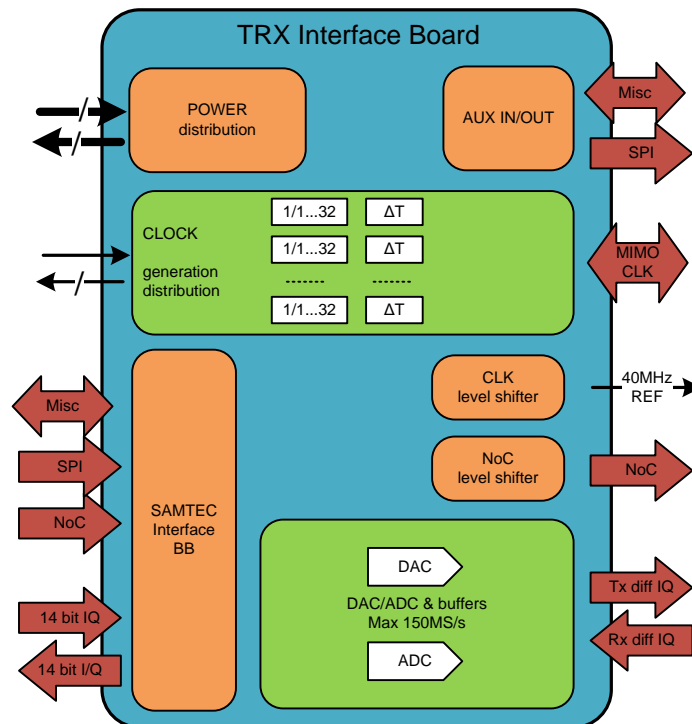 TRX Interface Board
POWER
distribution
AUX IN/OUT
Misc
SPI
CLOCK
generation
distribution
1/1...32 ΔT
1/1...32 ΔT
------- -------
1/1...32 ΔT
MIMO
CLK
CLK
level shifter
40MHz
REF
NoC
level shifter
NoC
Misc
SPI
NoC
14 bit IQ
14 bit I/Q
SAMTEC
Interface
BB
DAC
DAC/ADC & buffers
Max 150MS/s
ADC
Tx diff IQ
Rx diff IQ